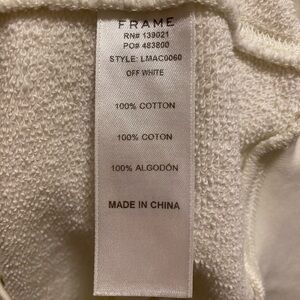 FRAME
RN# 139021
PO# 483800
STYLE: LMAC0060
OFF WHITE
100% COTTON
100% COTON
100% ALGODÓN
MADE IN CHINA